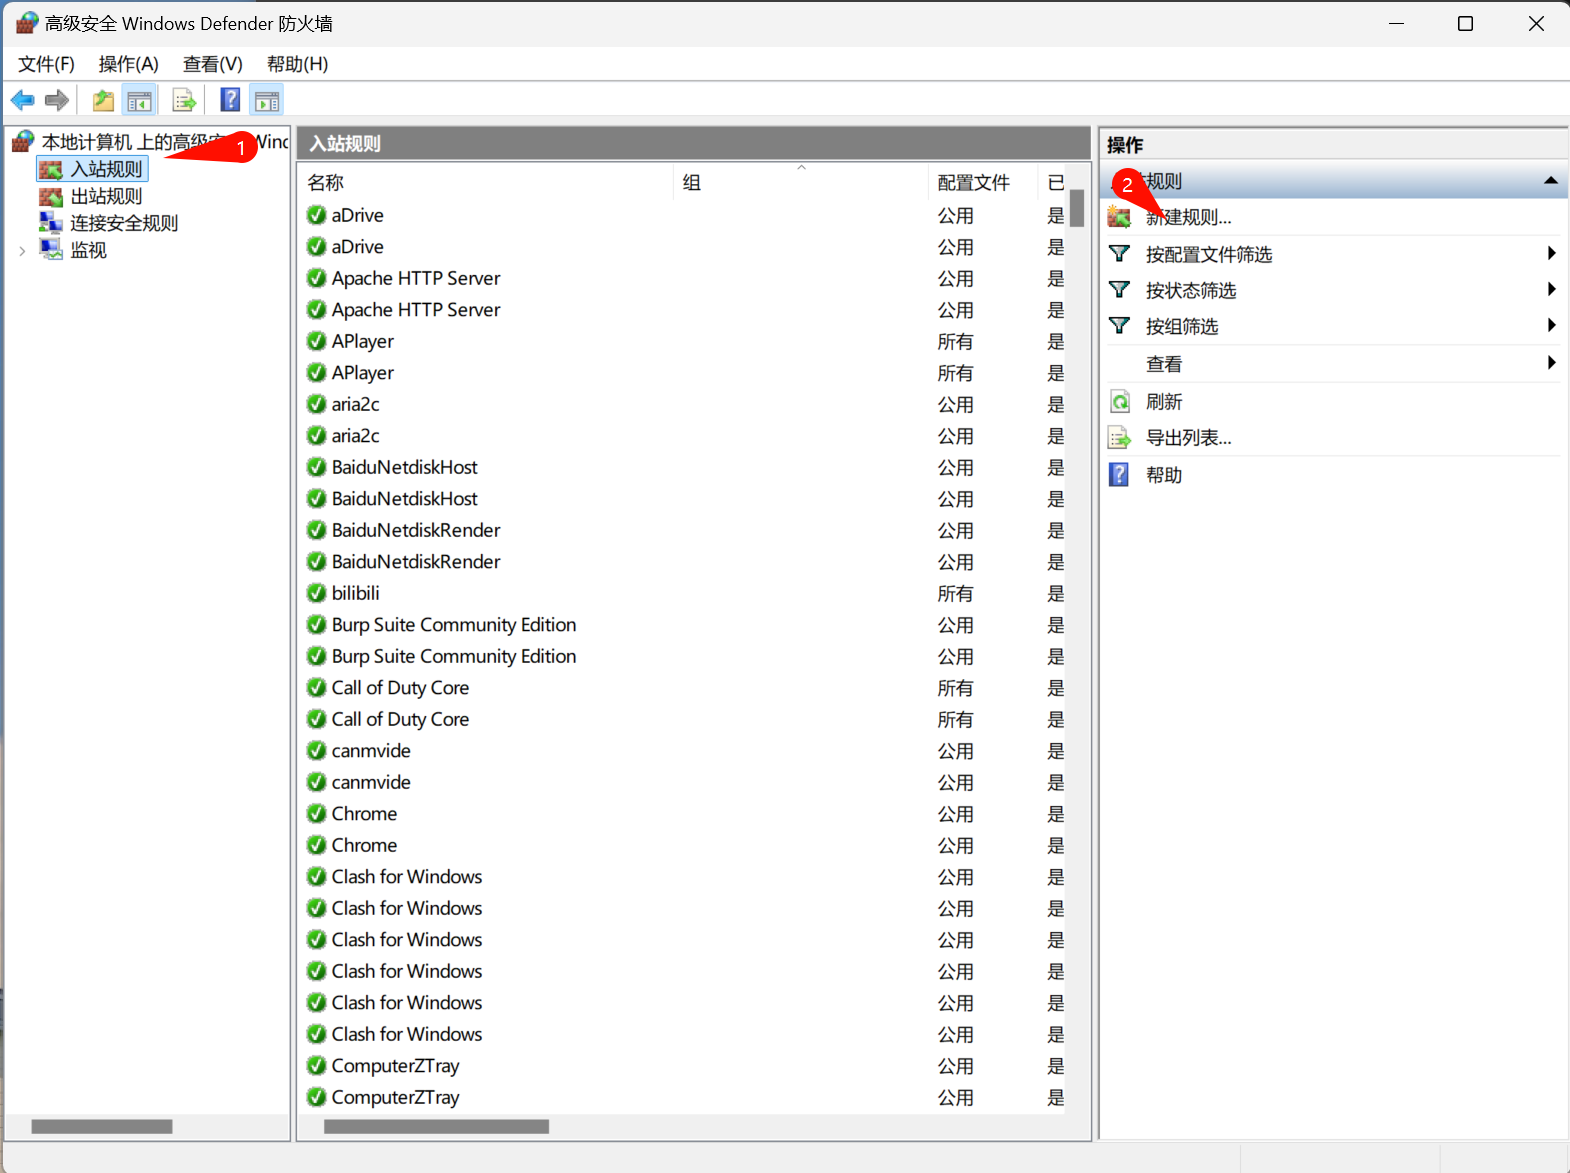 高级安全 Windows Defender 防火墙
文件(F) 操作(A) 查看(V) 帮助(H)
本地计算机 上的高级安 Wind
1
入站规则
出站规则
连接安全规则
监视
入站规则
名称 组 配置文件 已
aDrive 公用 是
aDrive 公用 是
Apache HTTP Server 公用 是
Apache HTTP Server 公用 是
APlayer 所有 是
APlayer 所有 是
aria2c 公用 是
aria2c 公用 是
BaiduNetdiskHost 公用 是
BaiduNetdiskHost 公用 是
BaiduNetdiskRender 公用 是
BaiduNetdiskRender 公用 是
bilibili 所有 是
Burp Suite Community Edition 公用 是
Burp Suite Community Edition 公用 是
Call of Duty Core 所有 是
Call of Duty Core 所有 是
canmvide 公用 是
canmvide 公用 是
Chrome 公用 是
Chrome 公用 是
Clash for Windows 公用 是
Clash for Windows 公用 是
Clash for Windows 公用 是
Clash for Windows 公用 是
Clash for Windows 公用 是
Clash for Windows 公用 是
ComputerZTray 公用 是
ComputerZTray 公用 是
操作
2
规则
新建规则...
按配置文件筛选
按状态筛选
按组筛选
查看
刷新
导出列表...
帮助